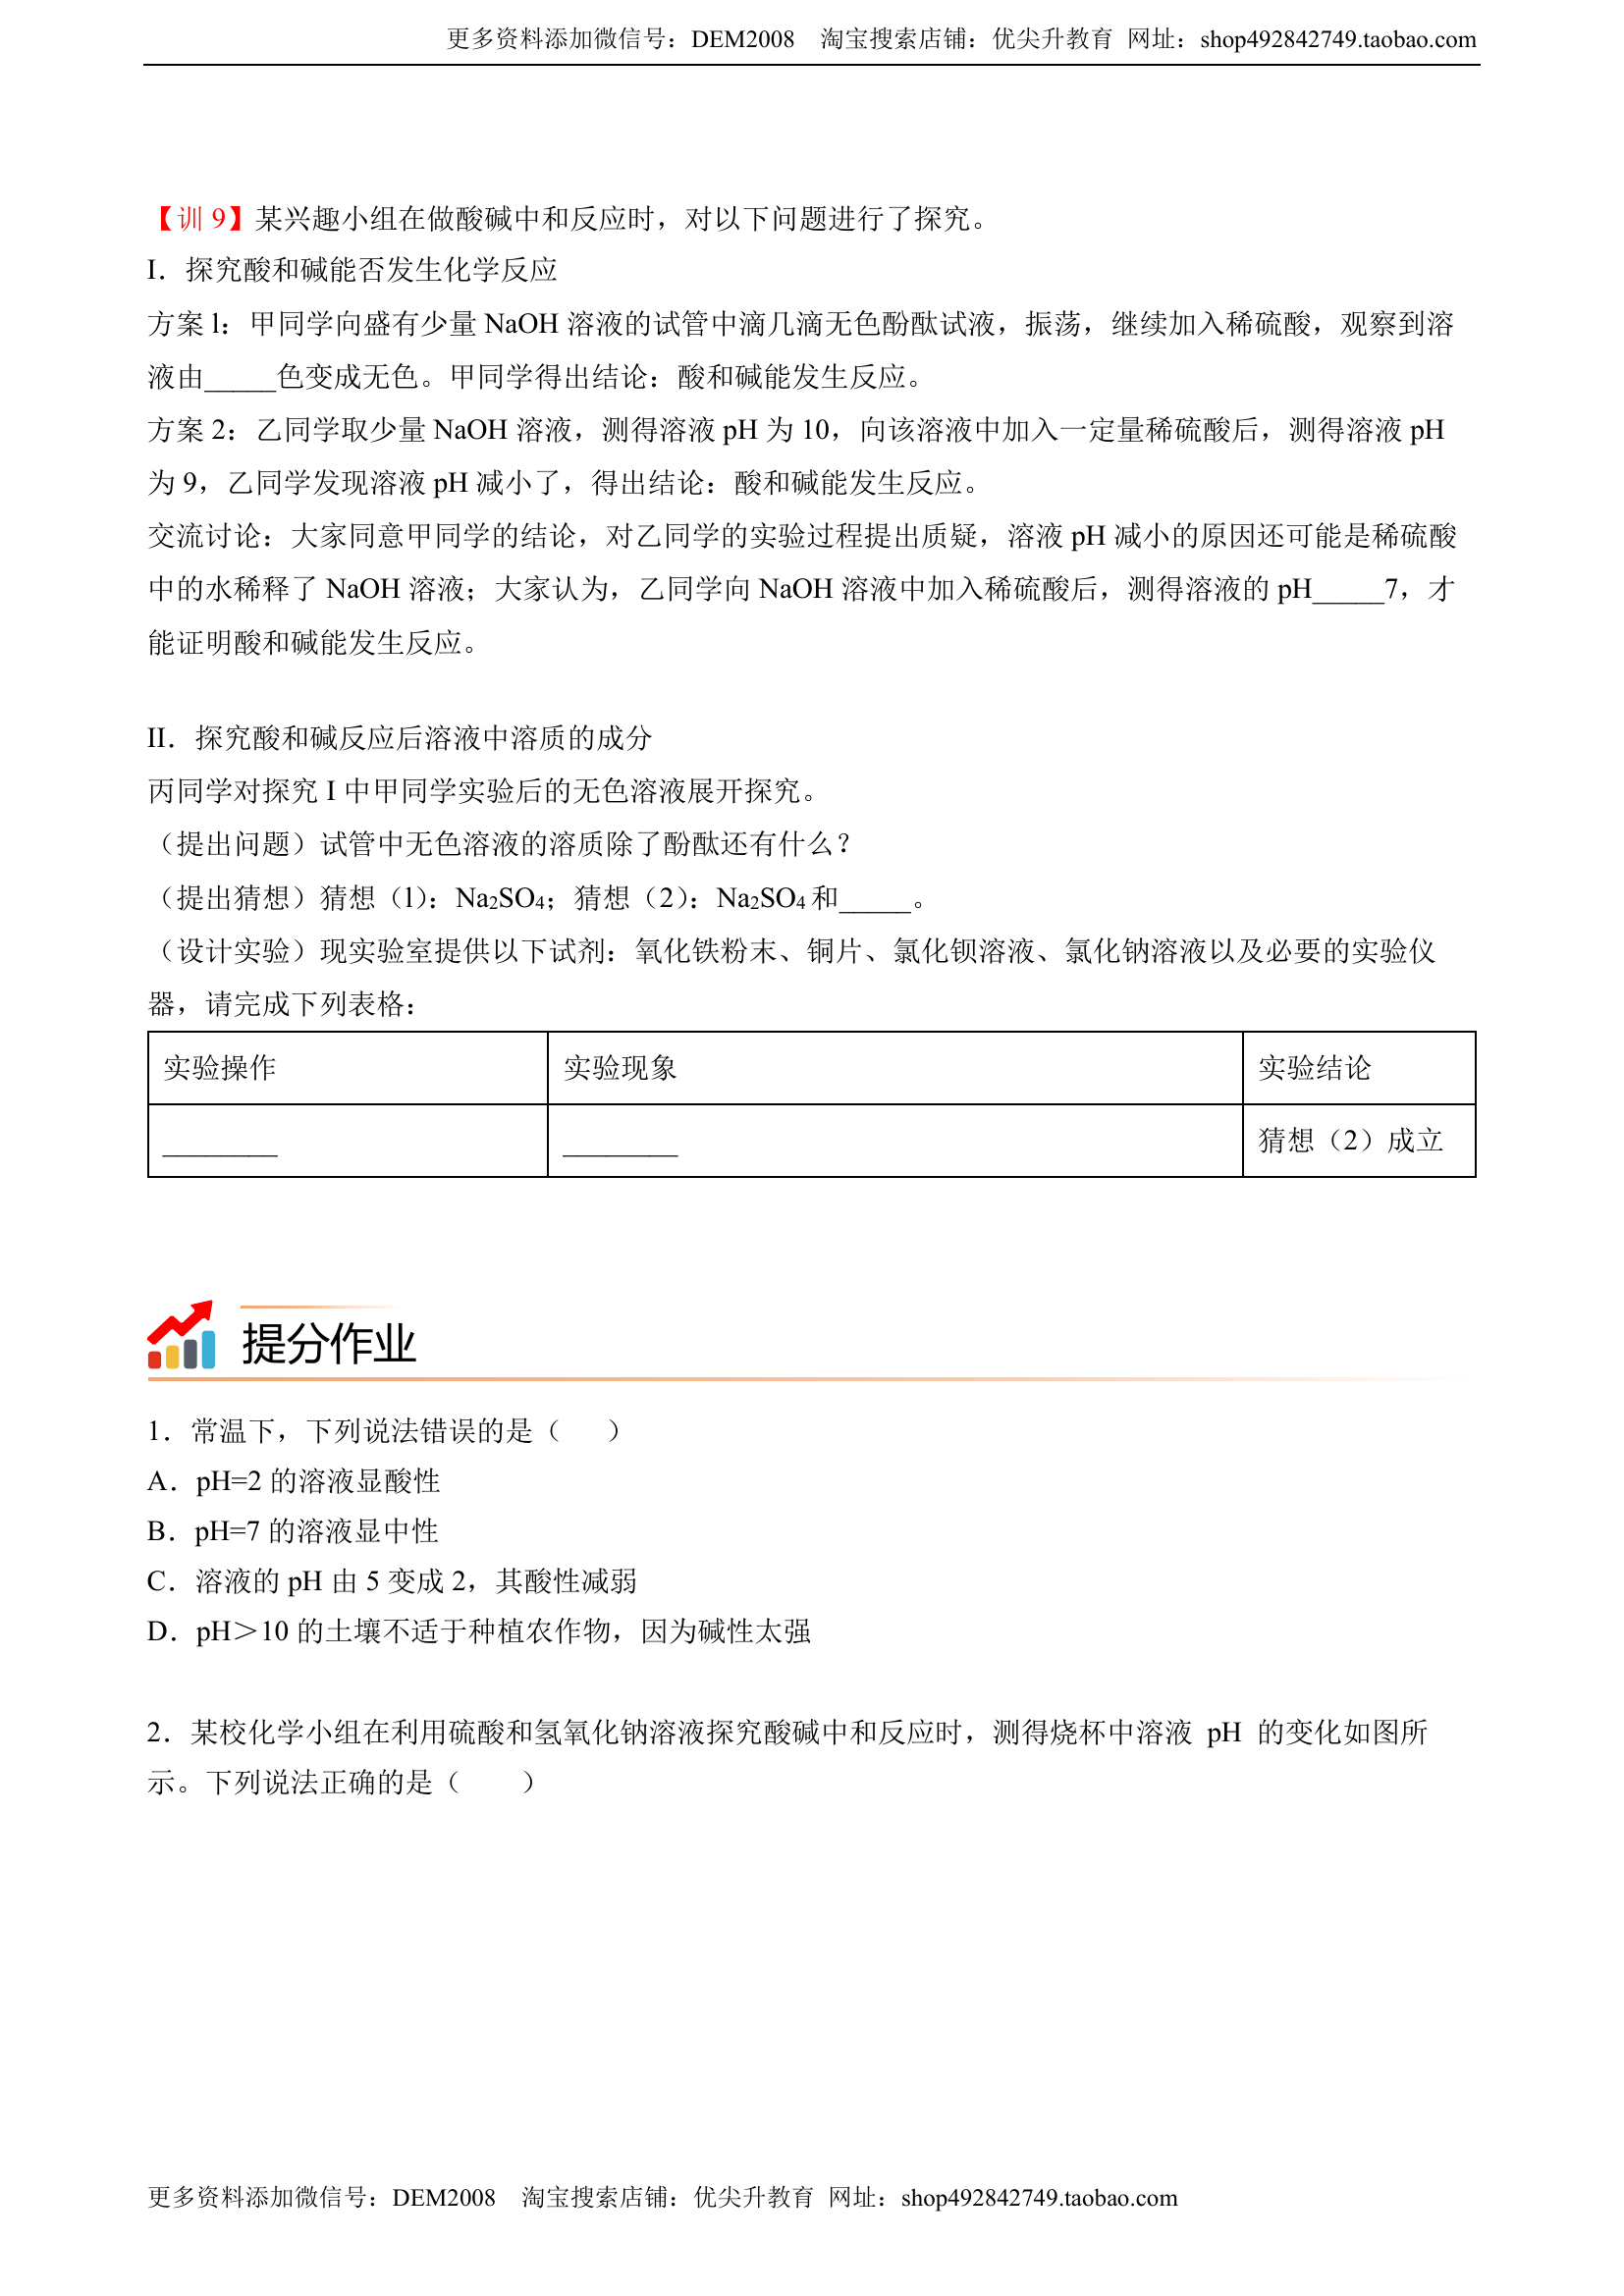 更多资料添加微信号：DEM2008 淘宝搜索店铺：优尖升教育 网址：shop492842749.taobao.com
【训 9】某兴趣小组在做酸碱中和反应时，对以下问题进行了探究。
I．探究酸和碱能否发生化学反应
方案 l：甲同学向盛有少量 NaOH 溶液的试管中滴几滴无色酚酞试液，振荡，继续加入稀硫酸，观察到溶
液由_____色变成无色。甲同学得出结论：酸和碱能发生反应。
方案 2：乙同学取少量 NaOH 溶液，测得溶液 pH 为 10，向该溶液中加入一定量稀硫酸后，测得溶液 pH
为 9，乙同学发现溶液 pH 减小了，得出结论：酸和碱能发生反应。
交流讨论：大家同意甲同学的结论，对乙同学的实验过程提出质疑，溶液 pH 减小的原因还可能是稀硫酸
中的水稀释了 NaOH 溶液；大家认为，乙同学向 NaOH 溶液中加入稀硫酸后，测得溶液的 pH_____7，才
能证明酸和碱能发生反应。
II．探究酸和碱反应后溶液中溶质的成分
丙同学对探究 I 中甲同学实验后的无色溶液展开探究。
（提出问题）试管中无色溶液的溶质除了酚酞还有什么？
（提出猜想）猜想（l）：Na₂SO₄；猜想（2）：Na₂SO₄ 和_____。
（设计实验）现实验室提供以下试剂：氧化铁粉末、铜片、氯化钡溶液、氯化钠溶液以及必要的实验仪
器，请完成下列表格：
实验操作 实验现象 实验结论
________ ________ 猜想（2）成立
提分作业
1．常温下，下列说法错误的是（ ）
A．pH=2 的溶液显酸性
B．pH=7 的溶液显中性
C．溶液的 pH 由 5 变成 2，其酸性减弱
D．pH＞10 的土壤不适于种植农作物，因为碱性太强
2．某校化学小组在利用硫酸和氢氧化钠溶液探究酸碱中和反应时，测得烧杯中溶液 pH 的变化如图所
示。下列说法正确的是（ ）
更多资料添加微信号：DEM2008 淘宝搜索店铺：优尖升教育 网址：shop492842749.taobao.com